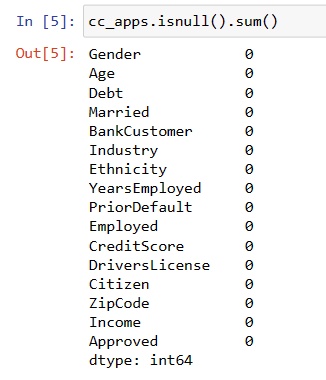 In [5]: cc_apps.isnull().sum()
Out[5]: Gender 0
Age 0
Debt 0
Married 0
BankCustomer 0
Industry 0
Ethnicity 0
YearsEmployed 0
PriorDefault 0
Employed 0
CreditScore 0
DriversLicense 0
Citizen 0
ZipCode 0
Income 0
Approved 0
dtype: int64